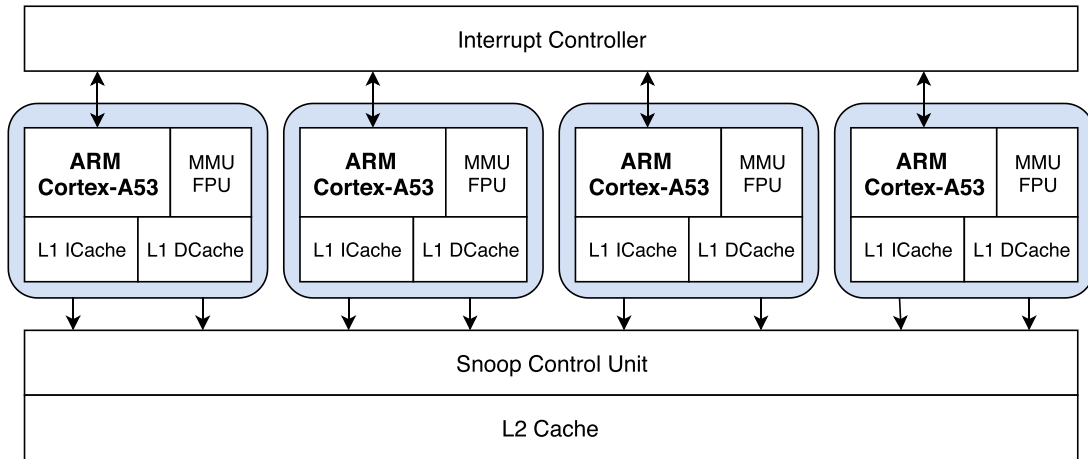 Interrupt Controller
ARM
Cortex-A53
MMU
FPU
L1 ICache
L1 DCache
ARM
Cortex-A53
MMU
FPU
L1 ICache
L1 DCache
ARM
Cortex-A53
MMU
FPU
L1 ICache
L1 DCache
ARM
Cortex-A53
MMU
FPU
L1 ICache
L1 DCache
Snoop Control Unit
L2 Cache